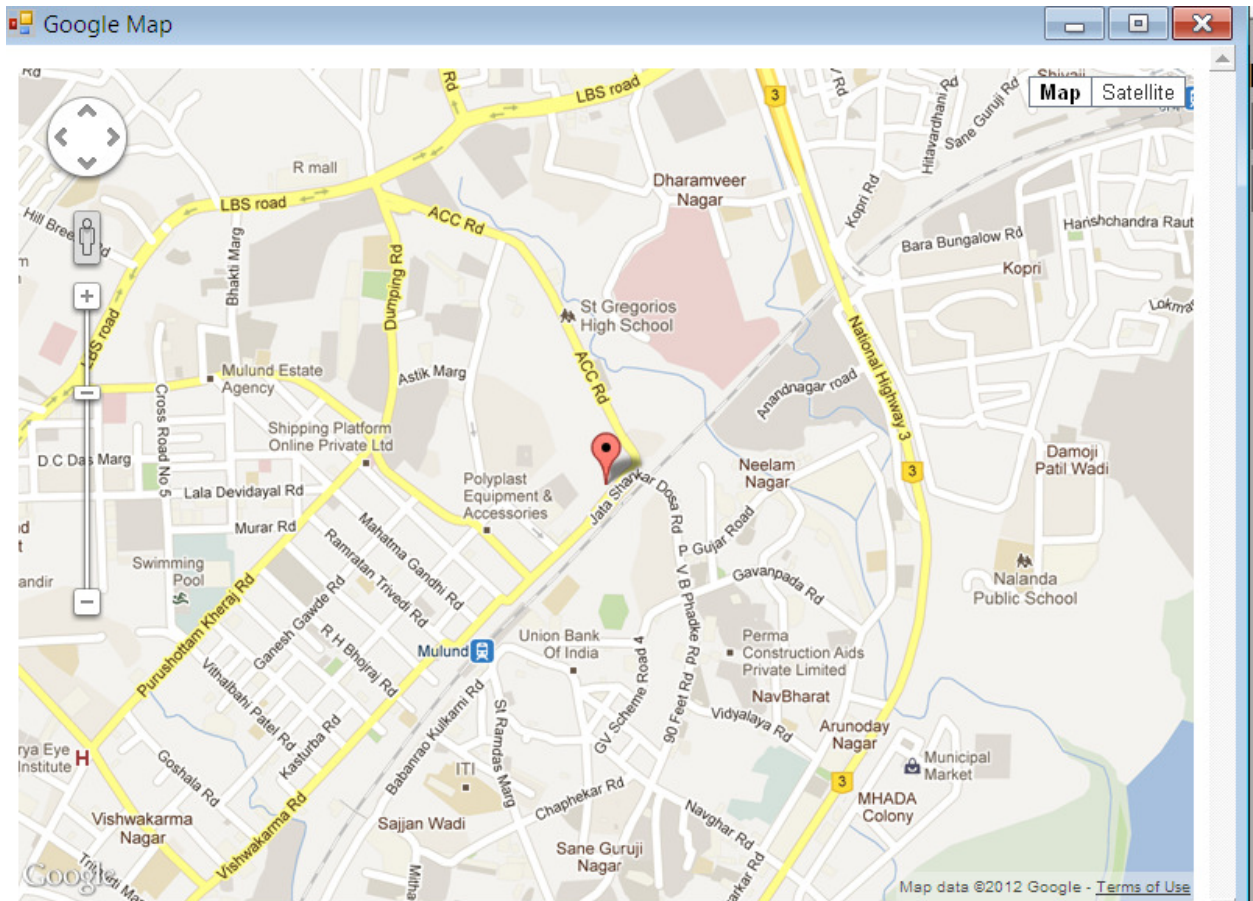 Google Map
Rd
Rd
LBS road
3
V Rd
Hitavardhani Rd
Sane Guruji Rd
Shivaji
Map
Satellite
R mall
Dharamveer
Nagar
LBS road
ACC Rd
Kopri Rd
Hill Bree
Rd
Bhakti Marg
Dumping Rd
Bara Bungalow Rd
Harishchandra Raut
Kopri
LBS road
St Gregorios
High School
Lokma
National Highway 3
Mulund Estate
Agency
Astik Marg
ACC Rd
Anandnagar road
Cross Road No 5
Shipping Platform
Online Private Ltd
D C Das Marg
Polyplast
Equipment &
Accessories
Neelam
Nagar
3
Damoji
Patil Wadi
Lala Devidayal Rd
Jata Shankar Dosa Rd
Murar Rd
Mahatma Gandhi Rd
Ramratan Trivedi Rd
P Gujar Road
Swimming
Pool
andir
Gavanpada Rd
Nalanda
Public School
Purushottam Kheraj Rd
Ganesh Gawde Rd
R H Bhojraj Rd
V B Phadke Rd
Mulund
Union Bank
Of India
Perma
Construction Aids
Private Limited
GV Scheme Road 4
90 Feet Rd
NavBharat
Vithalbhai Patel Rd
Kasturba Rd
Babanrao Kulkarni Rd
St Ramdas Marg
Vidyalaya Rd
Arunoday
Nagar
rya Eye
Institute
H
Goshala Rd
ITI
Chaphekar Rd
3
Municipal
Market
MHADA
Colony
Vishwakarma
Nagar
Vishwakarma Rd
Sajjan Wadi
Navghar Rd
Sane Guruji
Nagar
Mitha
arkar Rd
Google
Map data ©2012 Google - Terms of Use